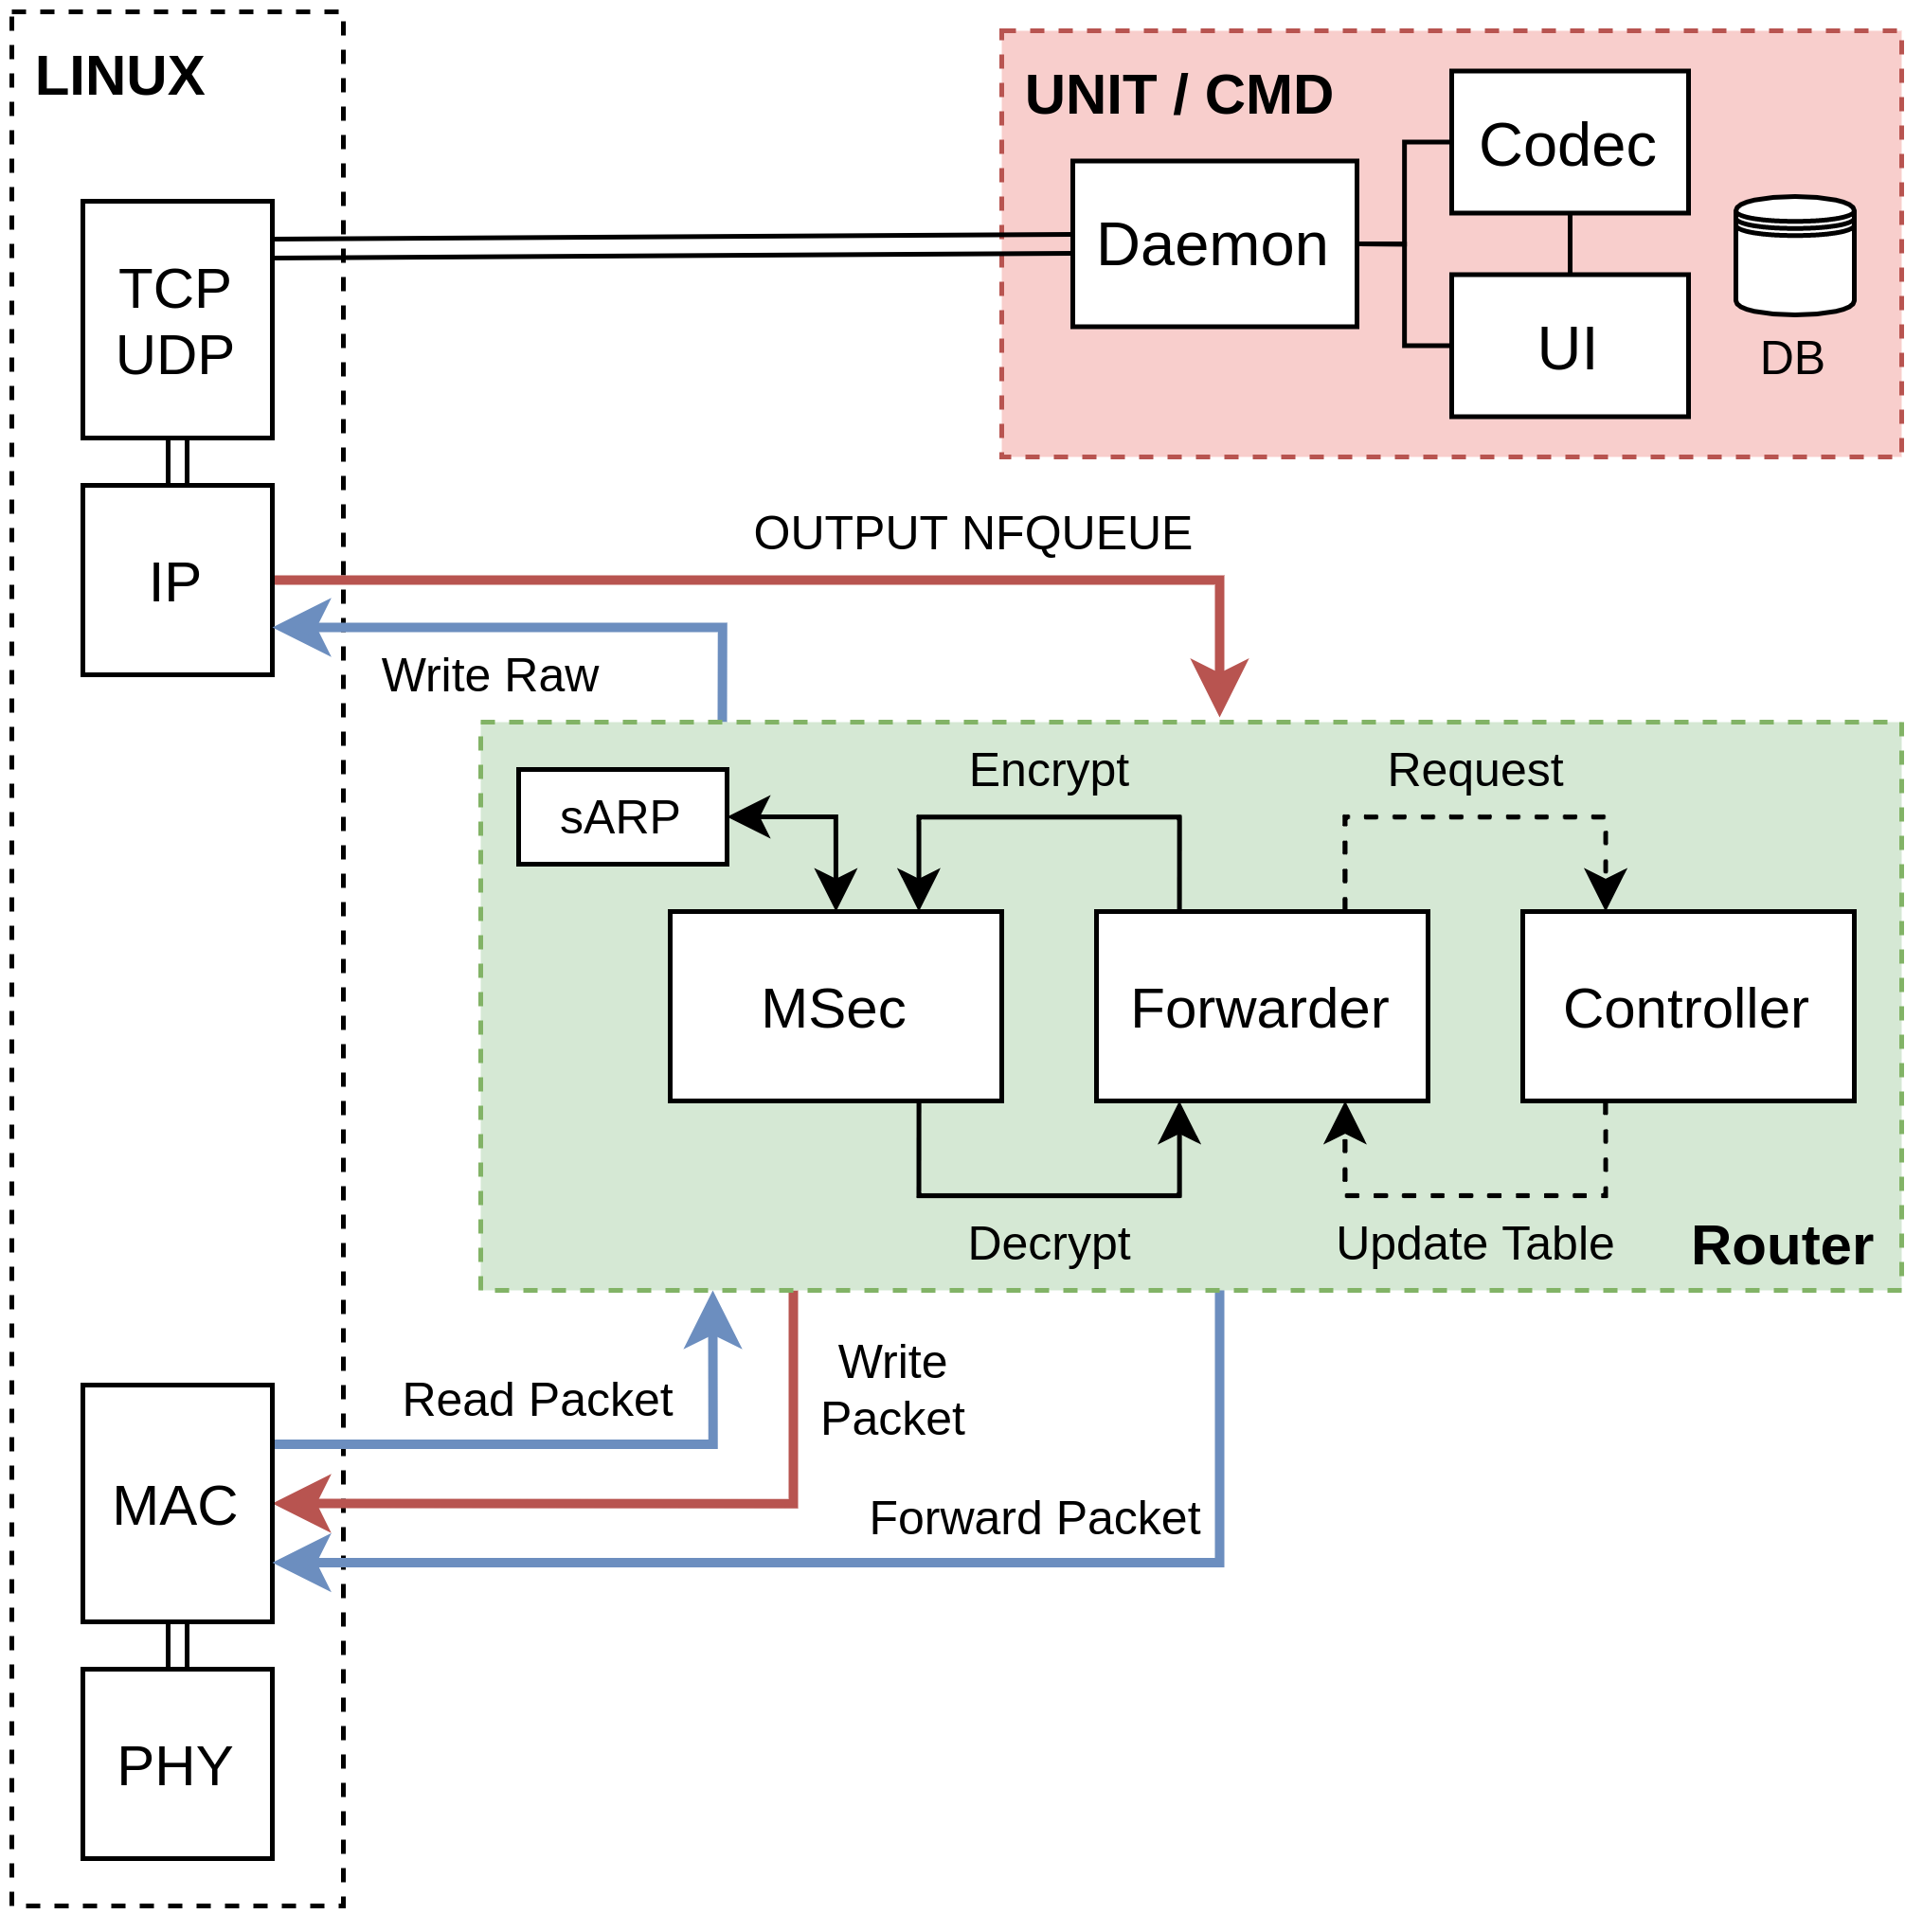 LINUX
UNIT / CMD
Codec
TCP
UDP
Daemon
UI
DB
IP
OUTPUT NFQUEUE
Write Raw
Encrypt
Request
sARP
MSec
Forwarder
Controller
Decrypt
Update Table
Router
Read Packet
Write
Packet
MAC
Forward Packet
PHY